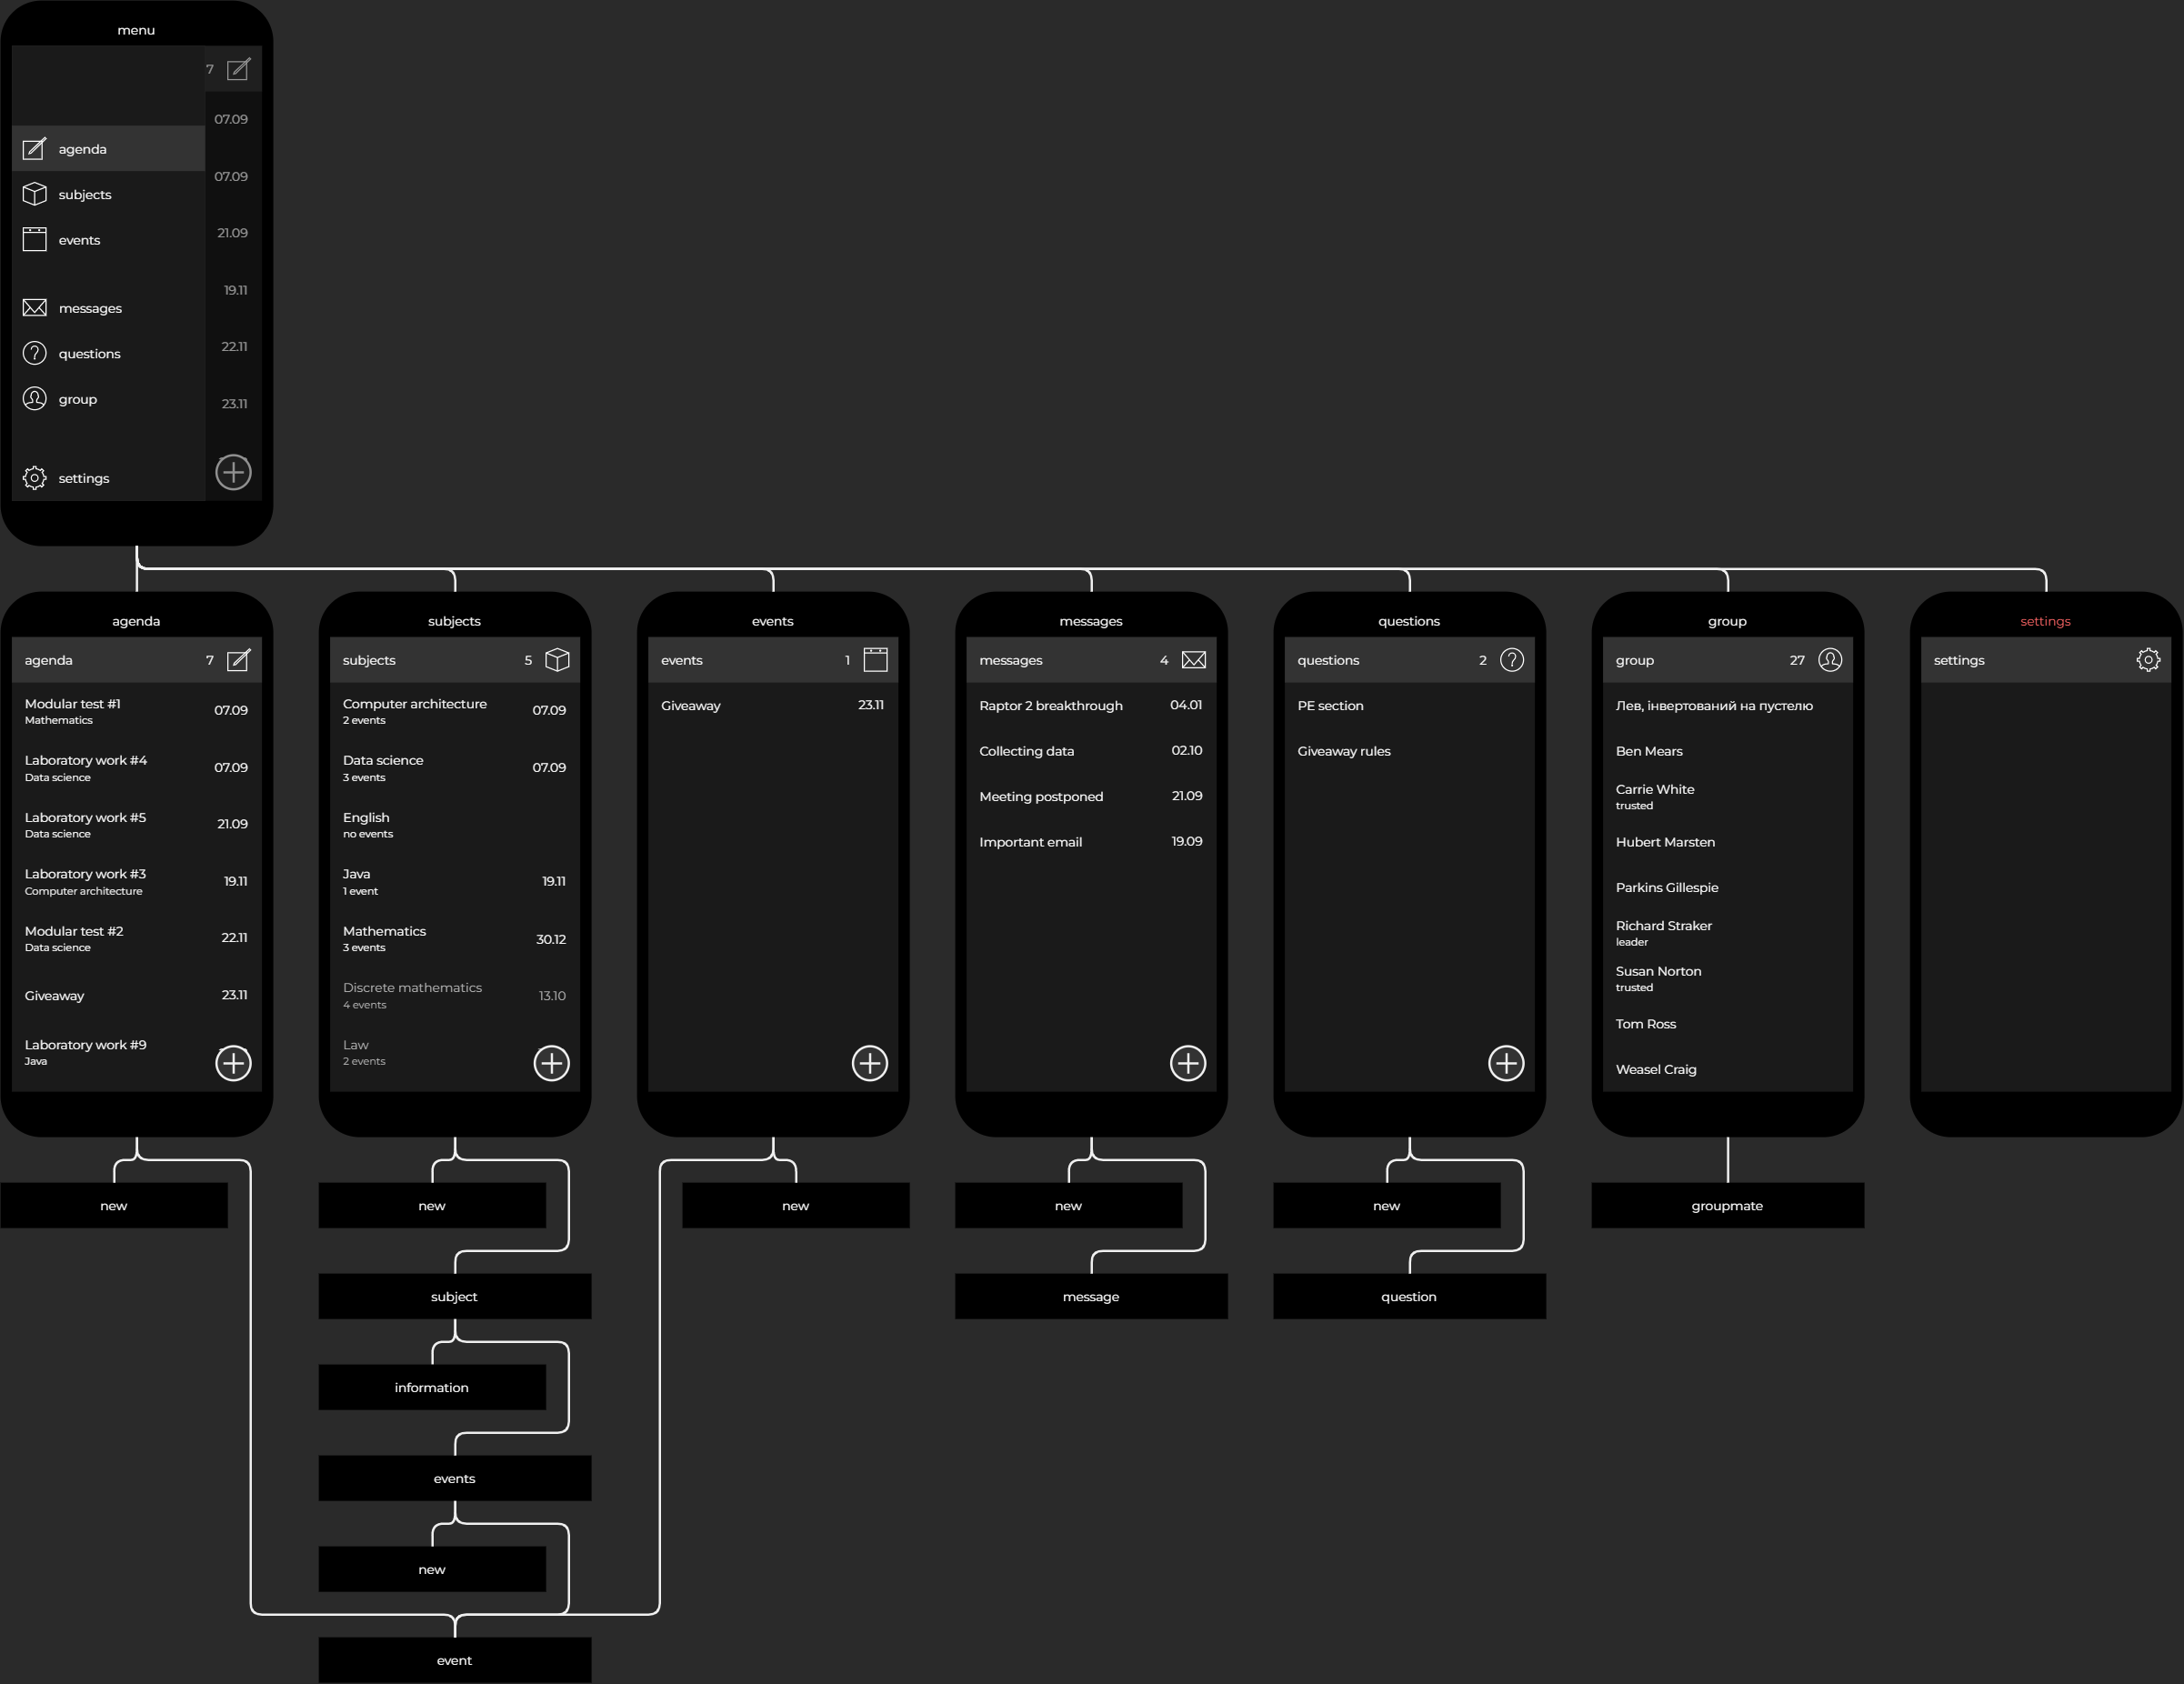 menu
7
agenda
subjects
events
messages
questions
group
settings
07.09
07.09
21.09
19.11
22.11
23.11
agenda
agenda 7
Modular test #1
Mathematics
07.09
Laboratory work #4
Data science
07.09
Laboratory work #5
Data science
21.09
Laboratory work #3
Computer architecture
19.11
Modular test #2
Data science
22.11
Giveaway 23.11
Laboratory work #9
Java
subjects
subjects 5
Computer architecture
2 events
07.09
Data science
3 events
07.09
English
no events
Java
1 event
19.11
Mathematics
3 events
30.12
Discrete mathematics
4 events
13.10
Law
2 events
events
events 1
Giveaway 23.11
messages
messages 4
Raptor 2 breakthrough 04.01
Collecting data 02.10
Meeting postponed 21.09
Important email 19.09
questions
questions 2
PE section
Giveaway rules
group
group 27
Лев, інвертований на пустелю
Ben Mears
Carrie White
trusted
Hubert Marsten
Parkins Gillespie
Richard Straker
leader
Susan Norton
trusted
Tom Ross
Weasel Craig
settings
settings
new
new
new
new
new
groupmate
subject
message
question
information
events
new
event